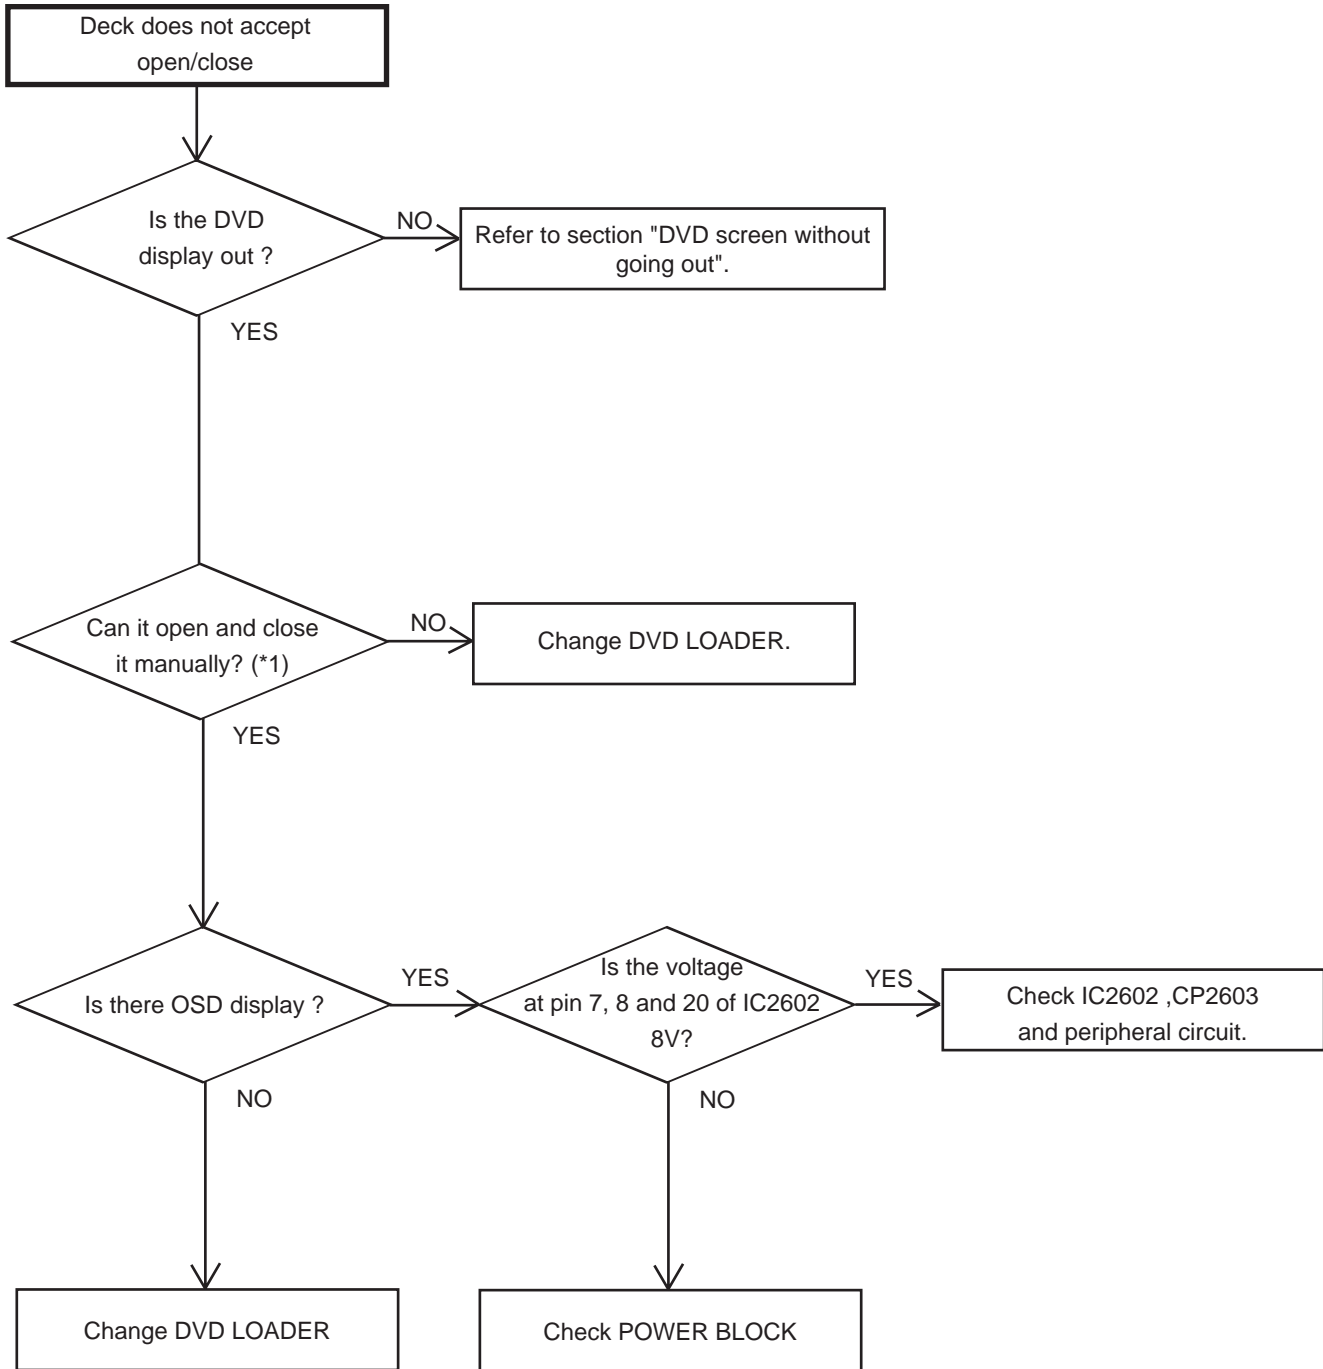 Deck does not accept
open/close
Is the DVD
display out ?
NO
Refer to section "DVD screen without
going out".
YES
Can it open and close
it manually? (*1)
NO
Change DVD LOADER.
YES
Is there OSD display ?
YES
Is the voltage
at pin 7, 8 and 20 of IC2602
8V?
YES
Check IC2602 ,CP2603
and peripheral circuit.
NO
NO
Change DVD LOADER
Check POWER BLOCK